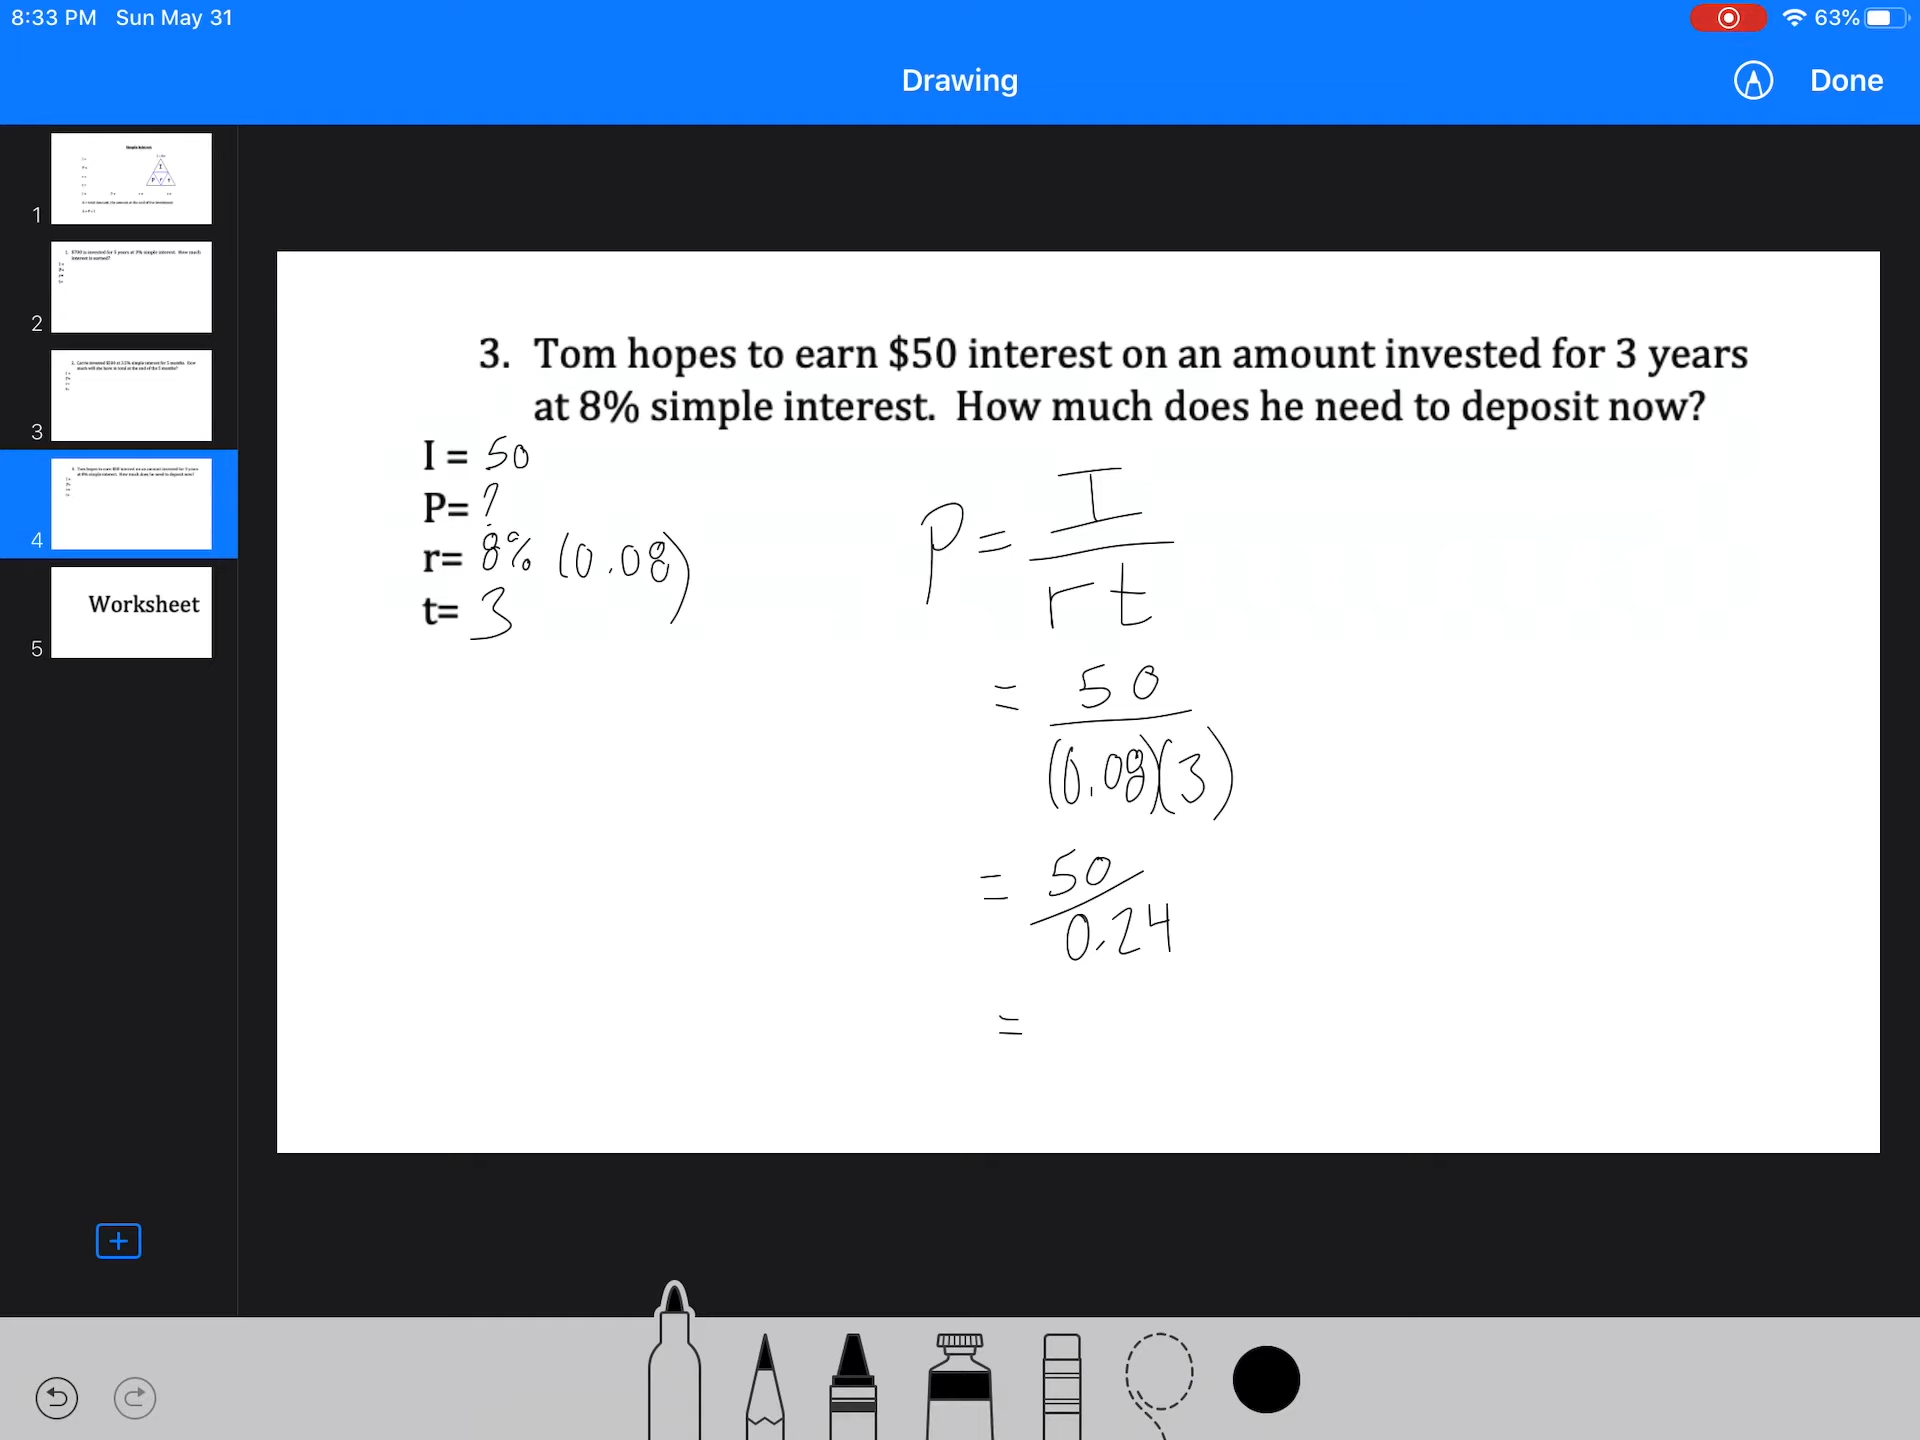 8:33 PM Sun May 31
63%
Drawing
Done
1
2
3
4
Worksheet
5
3. Tom hopes to earn $50 interest on an amount invested for 3 years
at 8% simple interest. How much does he need to deposit now?
I = 50
P= ?
r= 8% (0.08)
t= 3
P = I
rt
= 50
(0.08)(3)
= 50
0.24
=